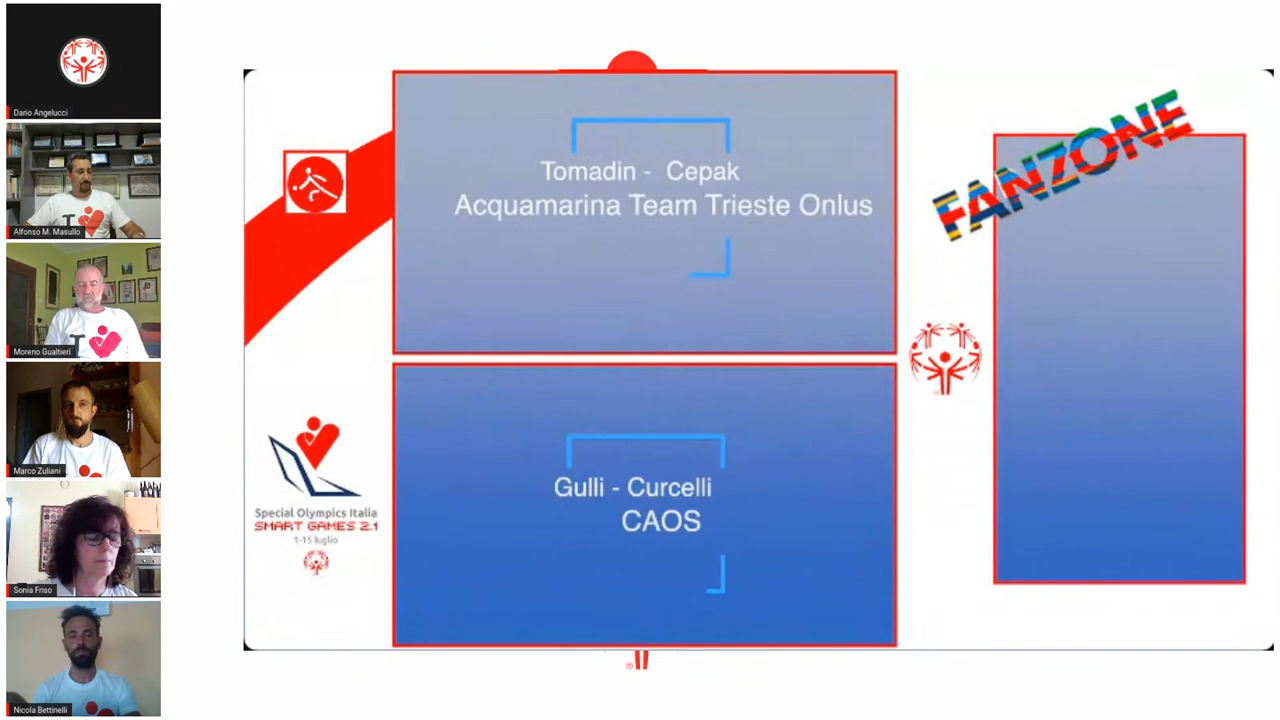 Dario Angelucci
Alfonso M. Masullo
Moreno Gualtieri
Marco Zuliani
Sonia Friso
Nicola Bettinelli
Tomadin - Cepak
Acquamarina Team Trieste Onlus
Gulli - Curcelli
CAOS
Special Olympics Italia
SMART GAMES 2.1
1-15 luglio
FANZONE